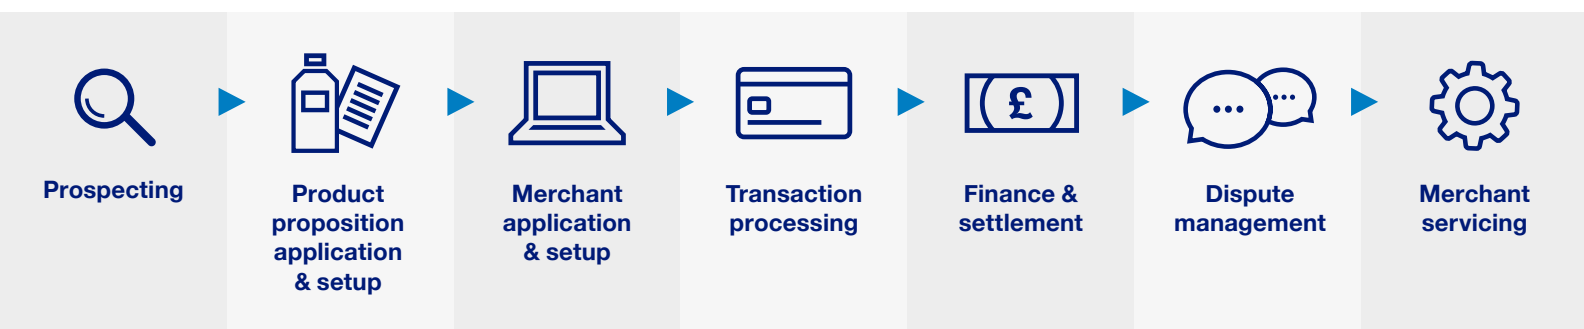 Prospecting
Product
proposition
application
& setup
Merchant
application
& setup
Transaction
processing
£
Finance &
settlement
Dispute
management
Merchant
servicing